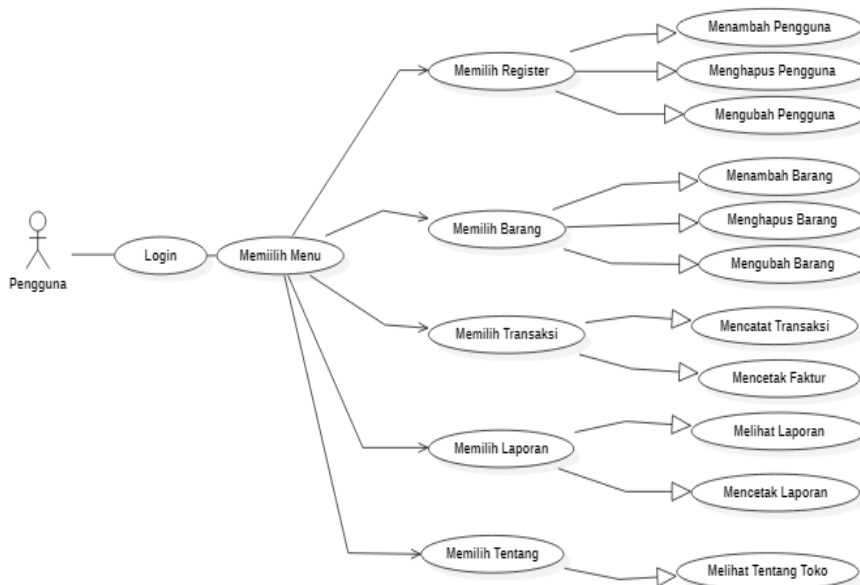 Pengguna
Login
Memiilih Menu
Memilih Register
Menambah Pengguna
Menghapus Pengguna
Mengubah Pengguna
Memilih Barang
Menambah Barang
Menghapus Barang
Mengubah Barang
Memilih Transaksi
Mencatat Transaksi
Mencetak Faktur
Memilih Laporan
Melihat Laporan
Mencetak Laporan
Memilih Tentang
Melihat Tentang Toko